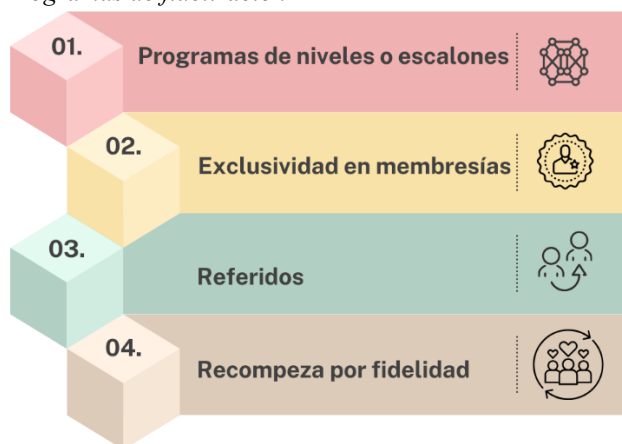 01.
Programas de niveles o escalones
02.
Exclusividad en membresías
03.
Referidos
04.
Recompeza por fidelidad